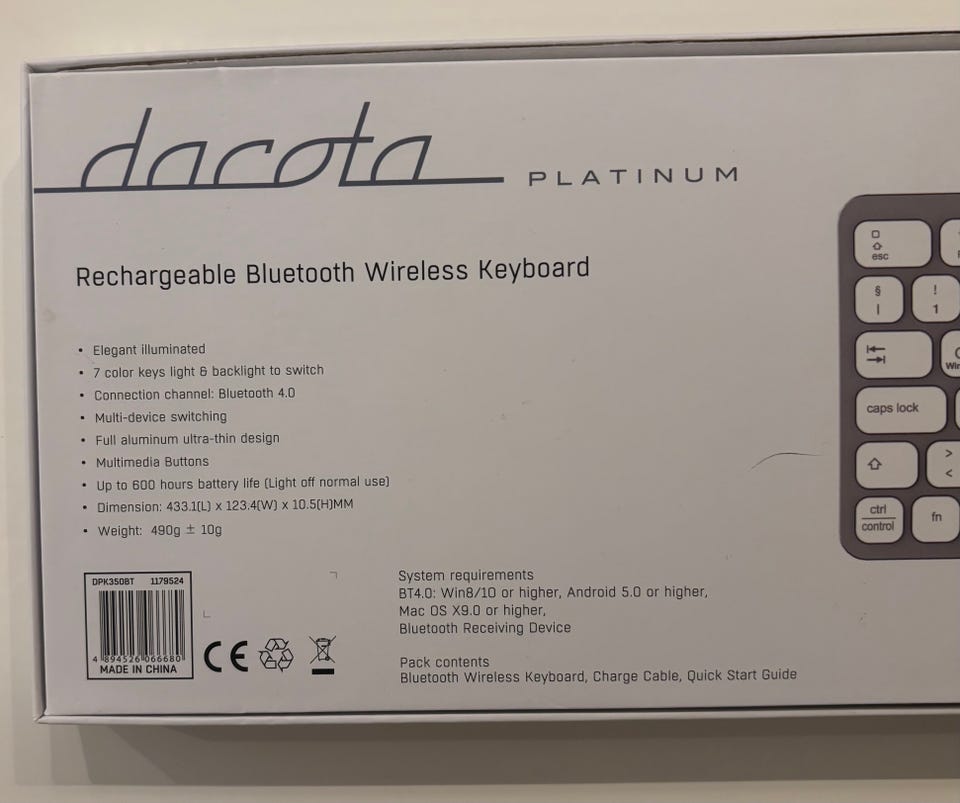 dacota PLATINUM
Rechargeable Bluetooth Wireless Keyboard
• Elegant illuminated
• 7 color keys light & backlight to switch
• Connection channel: Bluetooth 4.0
• Multi-device switching
• Full aluminum ultra-thin design
• Multimedia Buttons
• Up to 600 hours battery life (Light off normal use)
• Dimension: 433.1(L) x 123.4(W) x 10.5(H)MM
• Weight: 490g ± 10g
DPK350BT 1179524
4 894526 066680
MADE IN CHINA
CE
System requirements
BT4.0: Win8/10 or higher, Android 5.0 or higher,
Mac OS X9.0 or higher,
Bluetooth Receiving Device
Pack contents
Bluetooth Wireless Keyboard, Charge Cable, Quick Start Guide
esc
§ !
| 1
caps lock
>
<
ctrl
control
fn